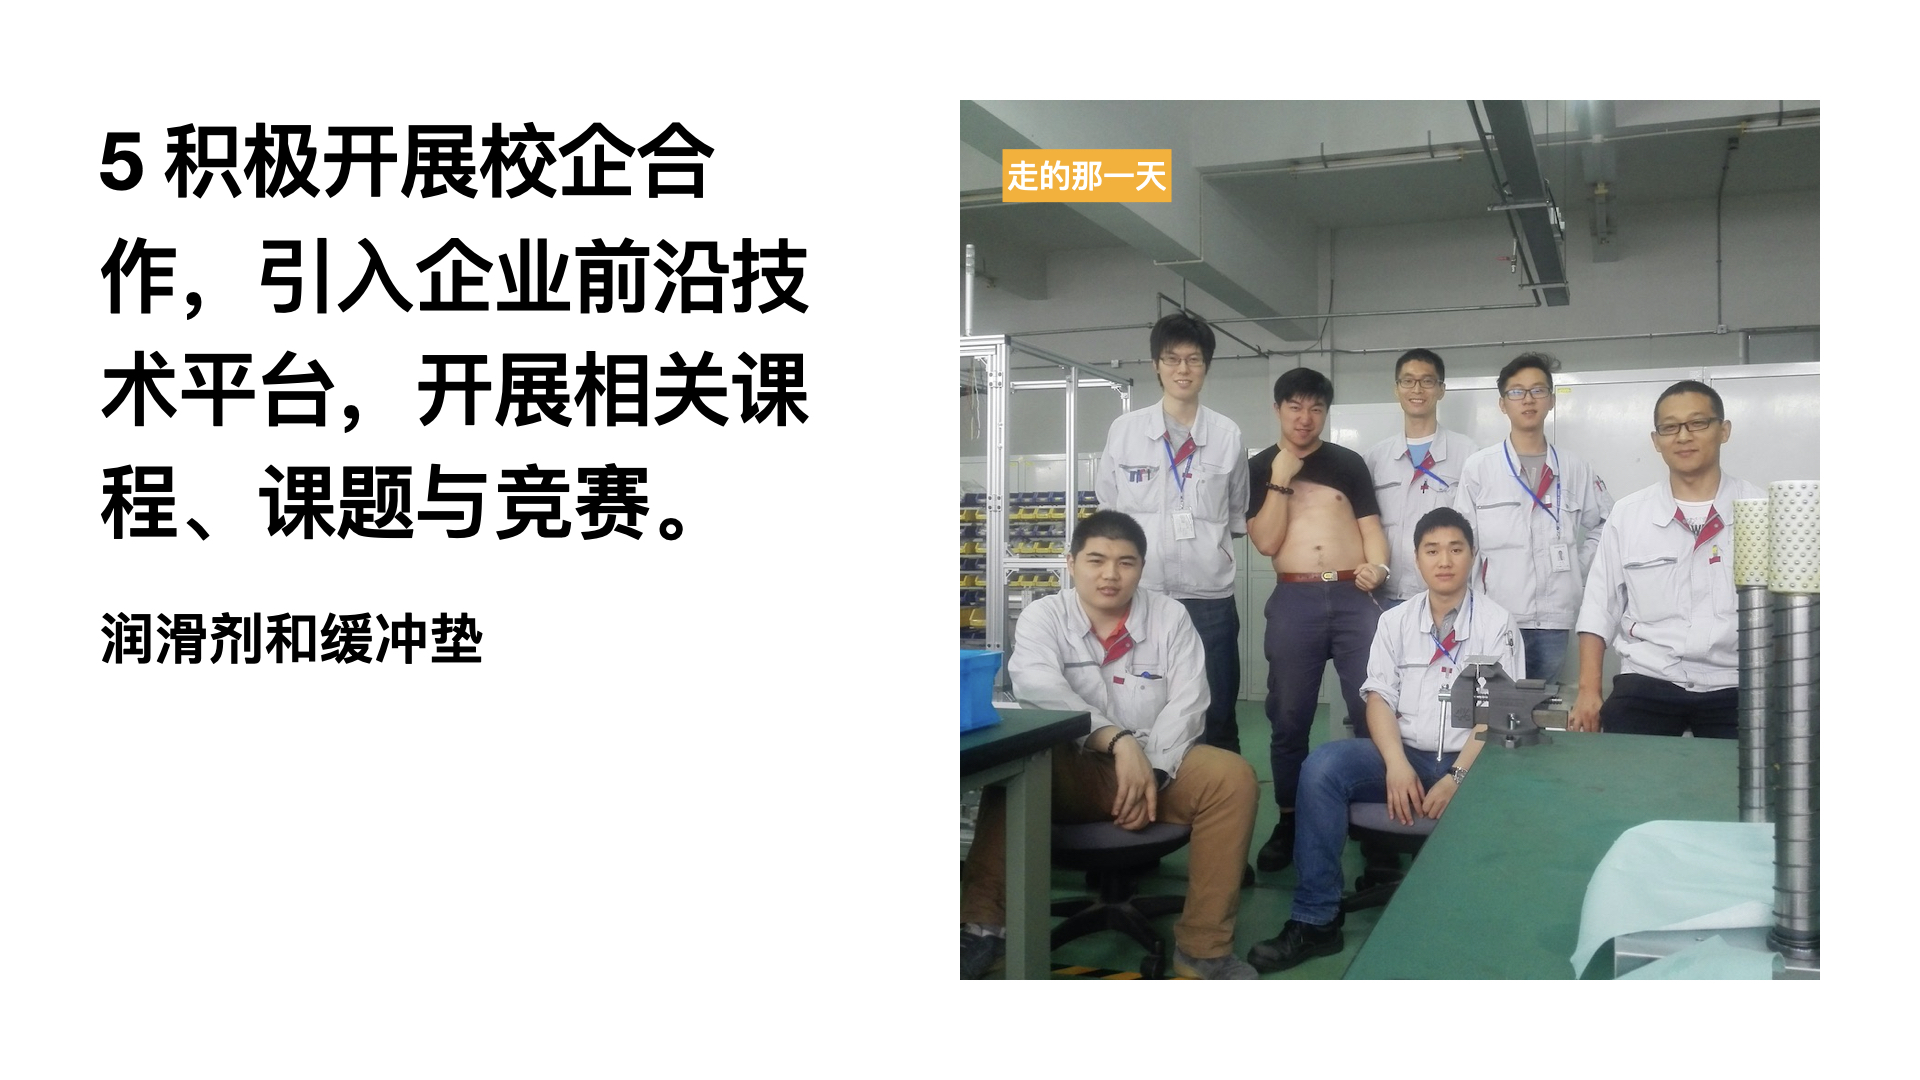 5 积极开展校企合
作，引入企业前沿技
术平台，开展相关课
程、课题与竞赛。
润滑剂和缓冲垫
走的那一天